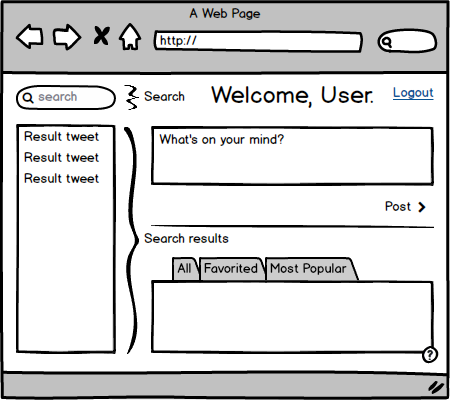 A Web Page
http://
search
Search
Welcome, User.
Logout
Result tweet
Result tweet
Result tweet
What's on your mind?
Post
Search results
All
Favorited
Most Popular
?